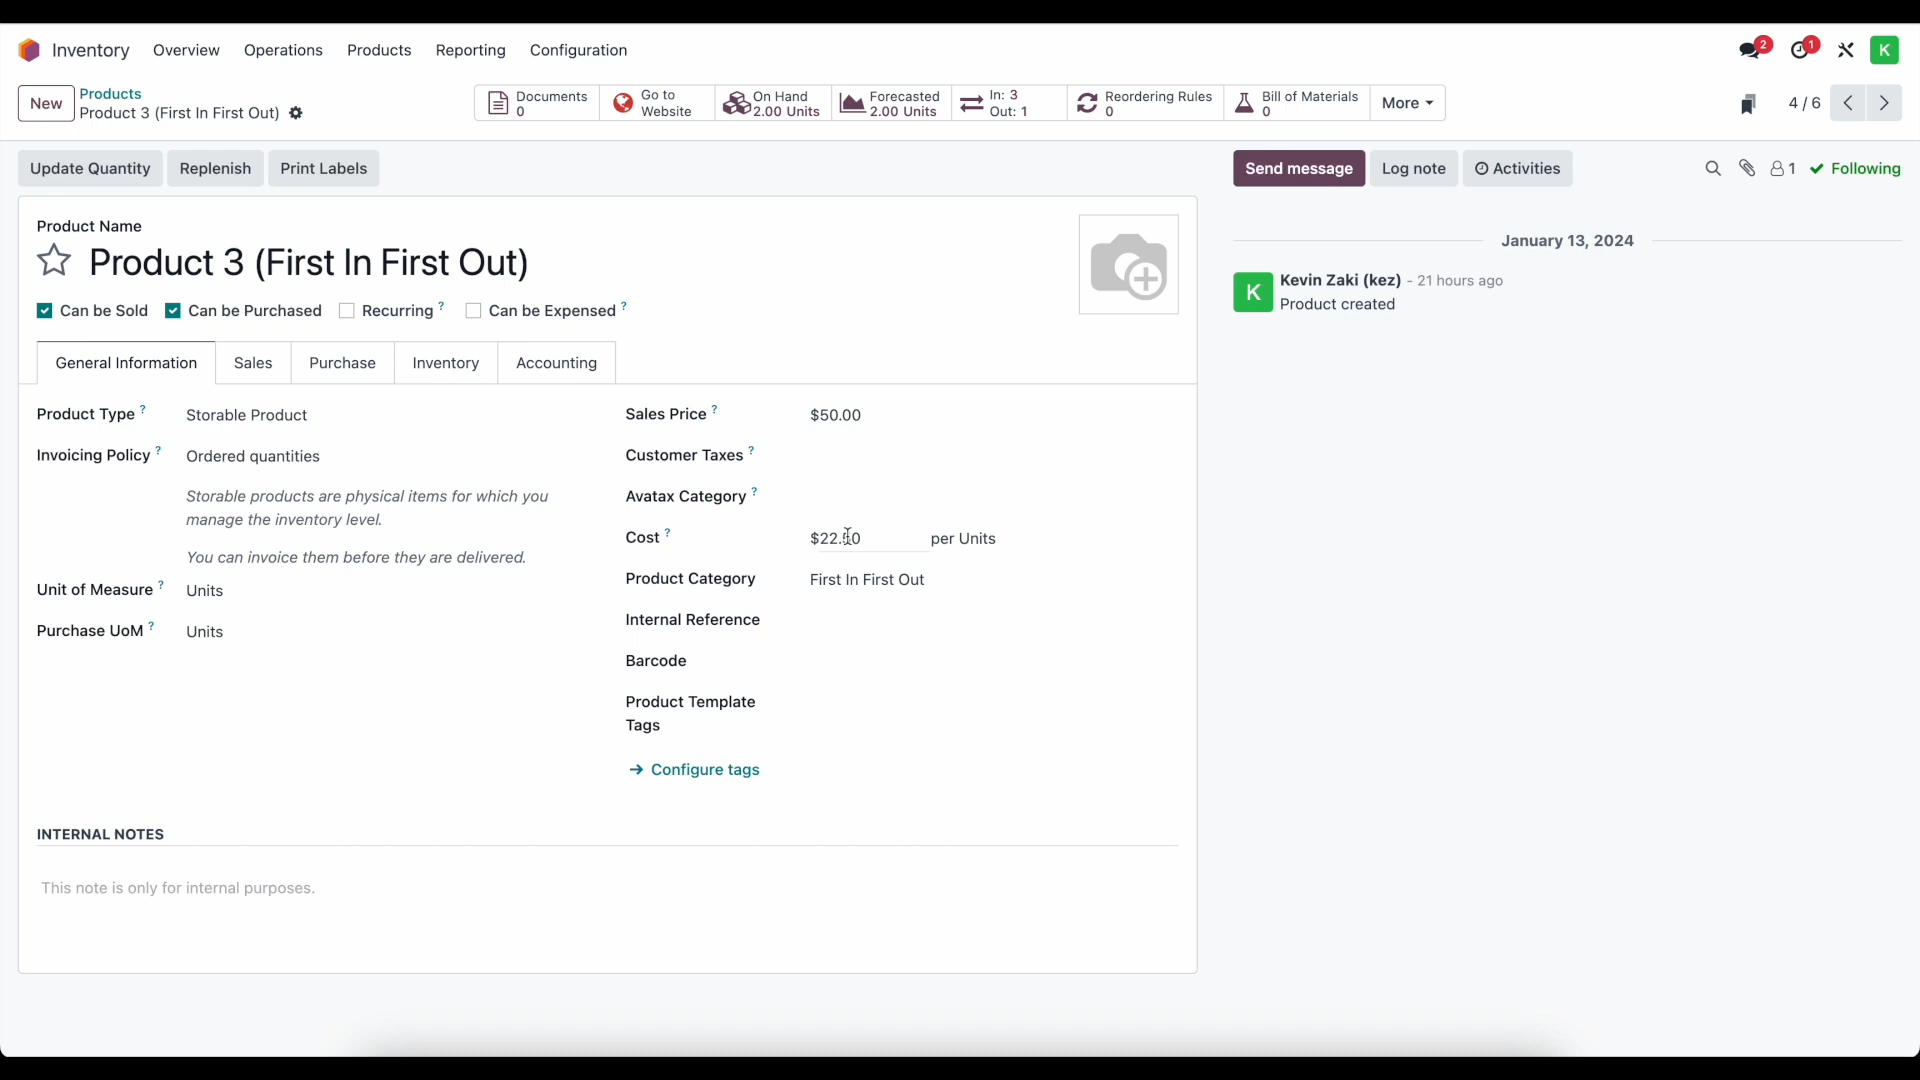 Inventory Overview Operations Products Reporting Configuration 2 1 K
New
Products
Product 3 (First In First Out)
Documents
0
Go to
Website
On Hand
2.00 Units
Forecasted
2.00 Units
In: 3
Out: 1
Reordering Rules
0
Bill of Materials
0
More
4 / 6
Update Quantity Replenish Print Labels
Send message Log note Activities 1 Following
Product Name
Product 3 (First In First Out)
Can be Sold Can be Purchased Recurring ? Can be Expensed ?
General Information Sales Purchase Inventory Accounting
Product Type ? Storable Product
Invoicing Policy ? Ordered quantities
Storable products are physical items for which you
manage the inventory level.
You can invoice them before they are delivered.
Unit of Measure ? Units
Purchase UoM ? Units
Sales Price ? $50.00
Customer Taxes ?
Avatax Category ?
Cost ? $22.50 per Units
Product Category First In First Out
Internal Reference
Barcode
Product Template
Tags
Configure tags
INTERNAL NOTES
This note is only for internal purposes.
January 13, 2024
K
Kevin Zaki (kez) - 21 hours ago
Product created